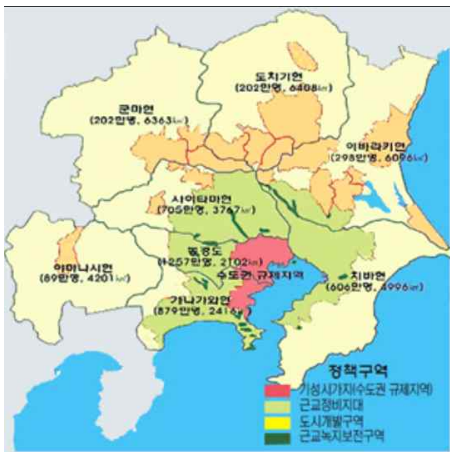 도치기현
(202만명, 6408㎢)
군마현
(202만명, 6363㎢)
이바라키현
(298만명, 6096㎢)
사이타마현
(705만명, 3767㎢)
동경도
(1257만명, 2102㎢)
수도권 규제지역
야마나시현
(89만명, 4201㎢)
치바현
(606만명, 4996㎢)
가나가와현
(879만명, 2416㎢)
정책구역
기성시가지(수도권 규제지역)
근교정비지대
도시개발구역
근교녹지보전구역